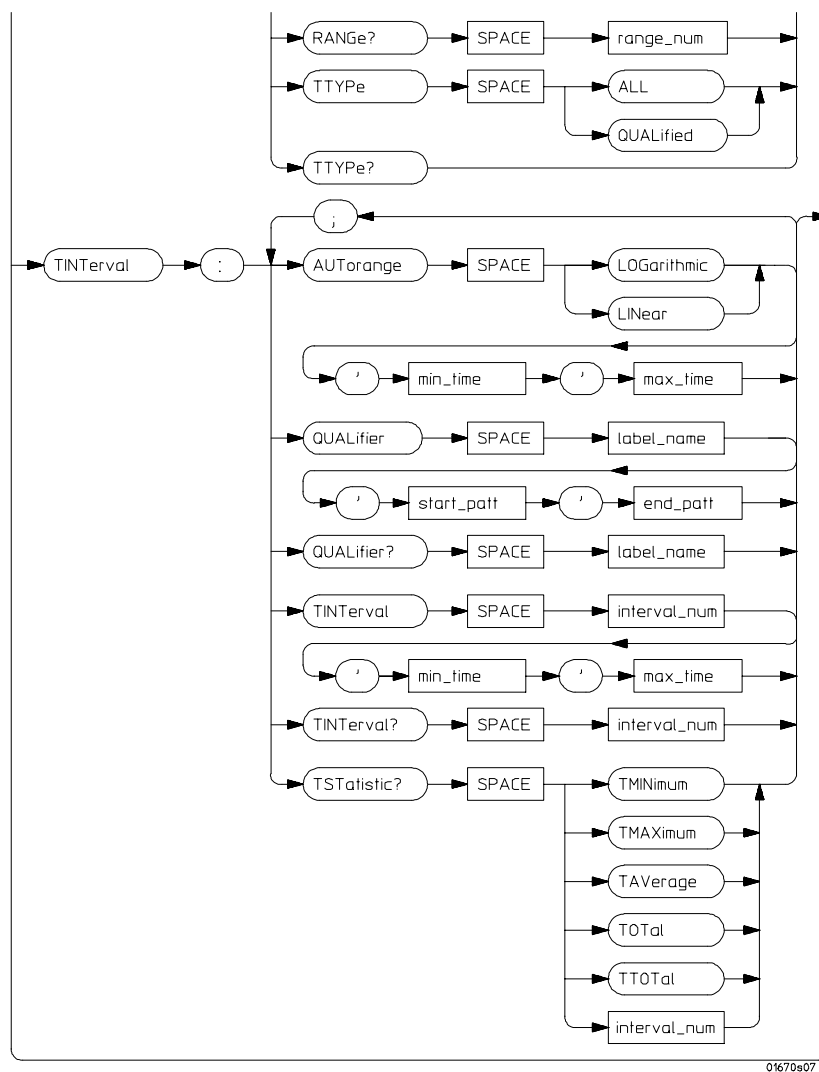 RANGe? SPACE range_num
TTYPe SPACE ALL
QUALified
TTYPe?
;
TINTerval : AUTorange SPACE LOGarithmic
LINear
, min_time , max_time
QUALifier SPACE label_name
, start_patt , end_patt
QUALifier? SPACE label_name
TINTerval SPACE interval_num
, min_time , max_time
TINTerval? SPACE interval_num
TSTatistic? SPACE TMINimum
TMAXimum
TAVerage
TOTal
TTOTal
interval_num
01670s07